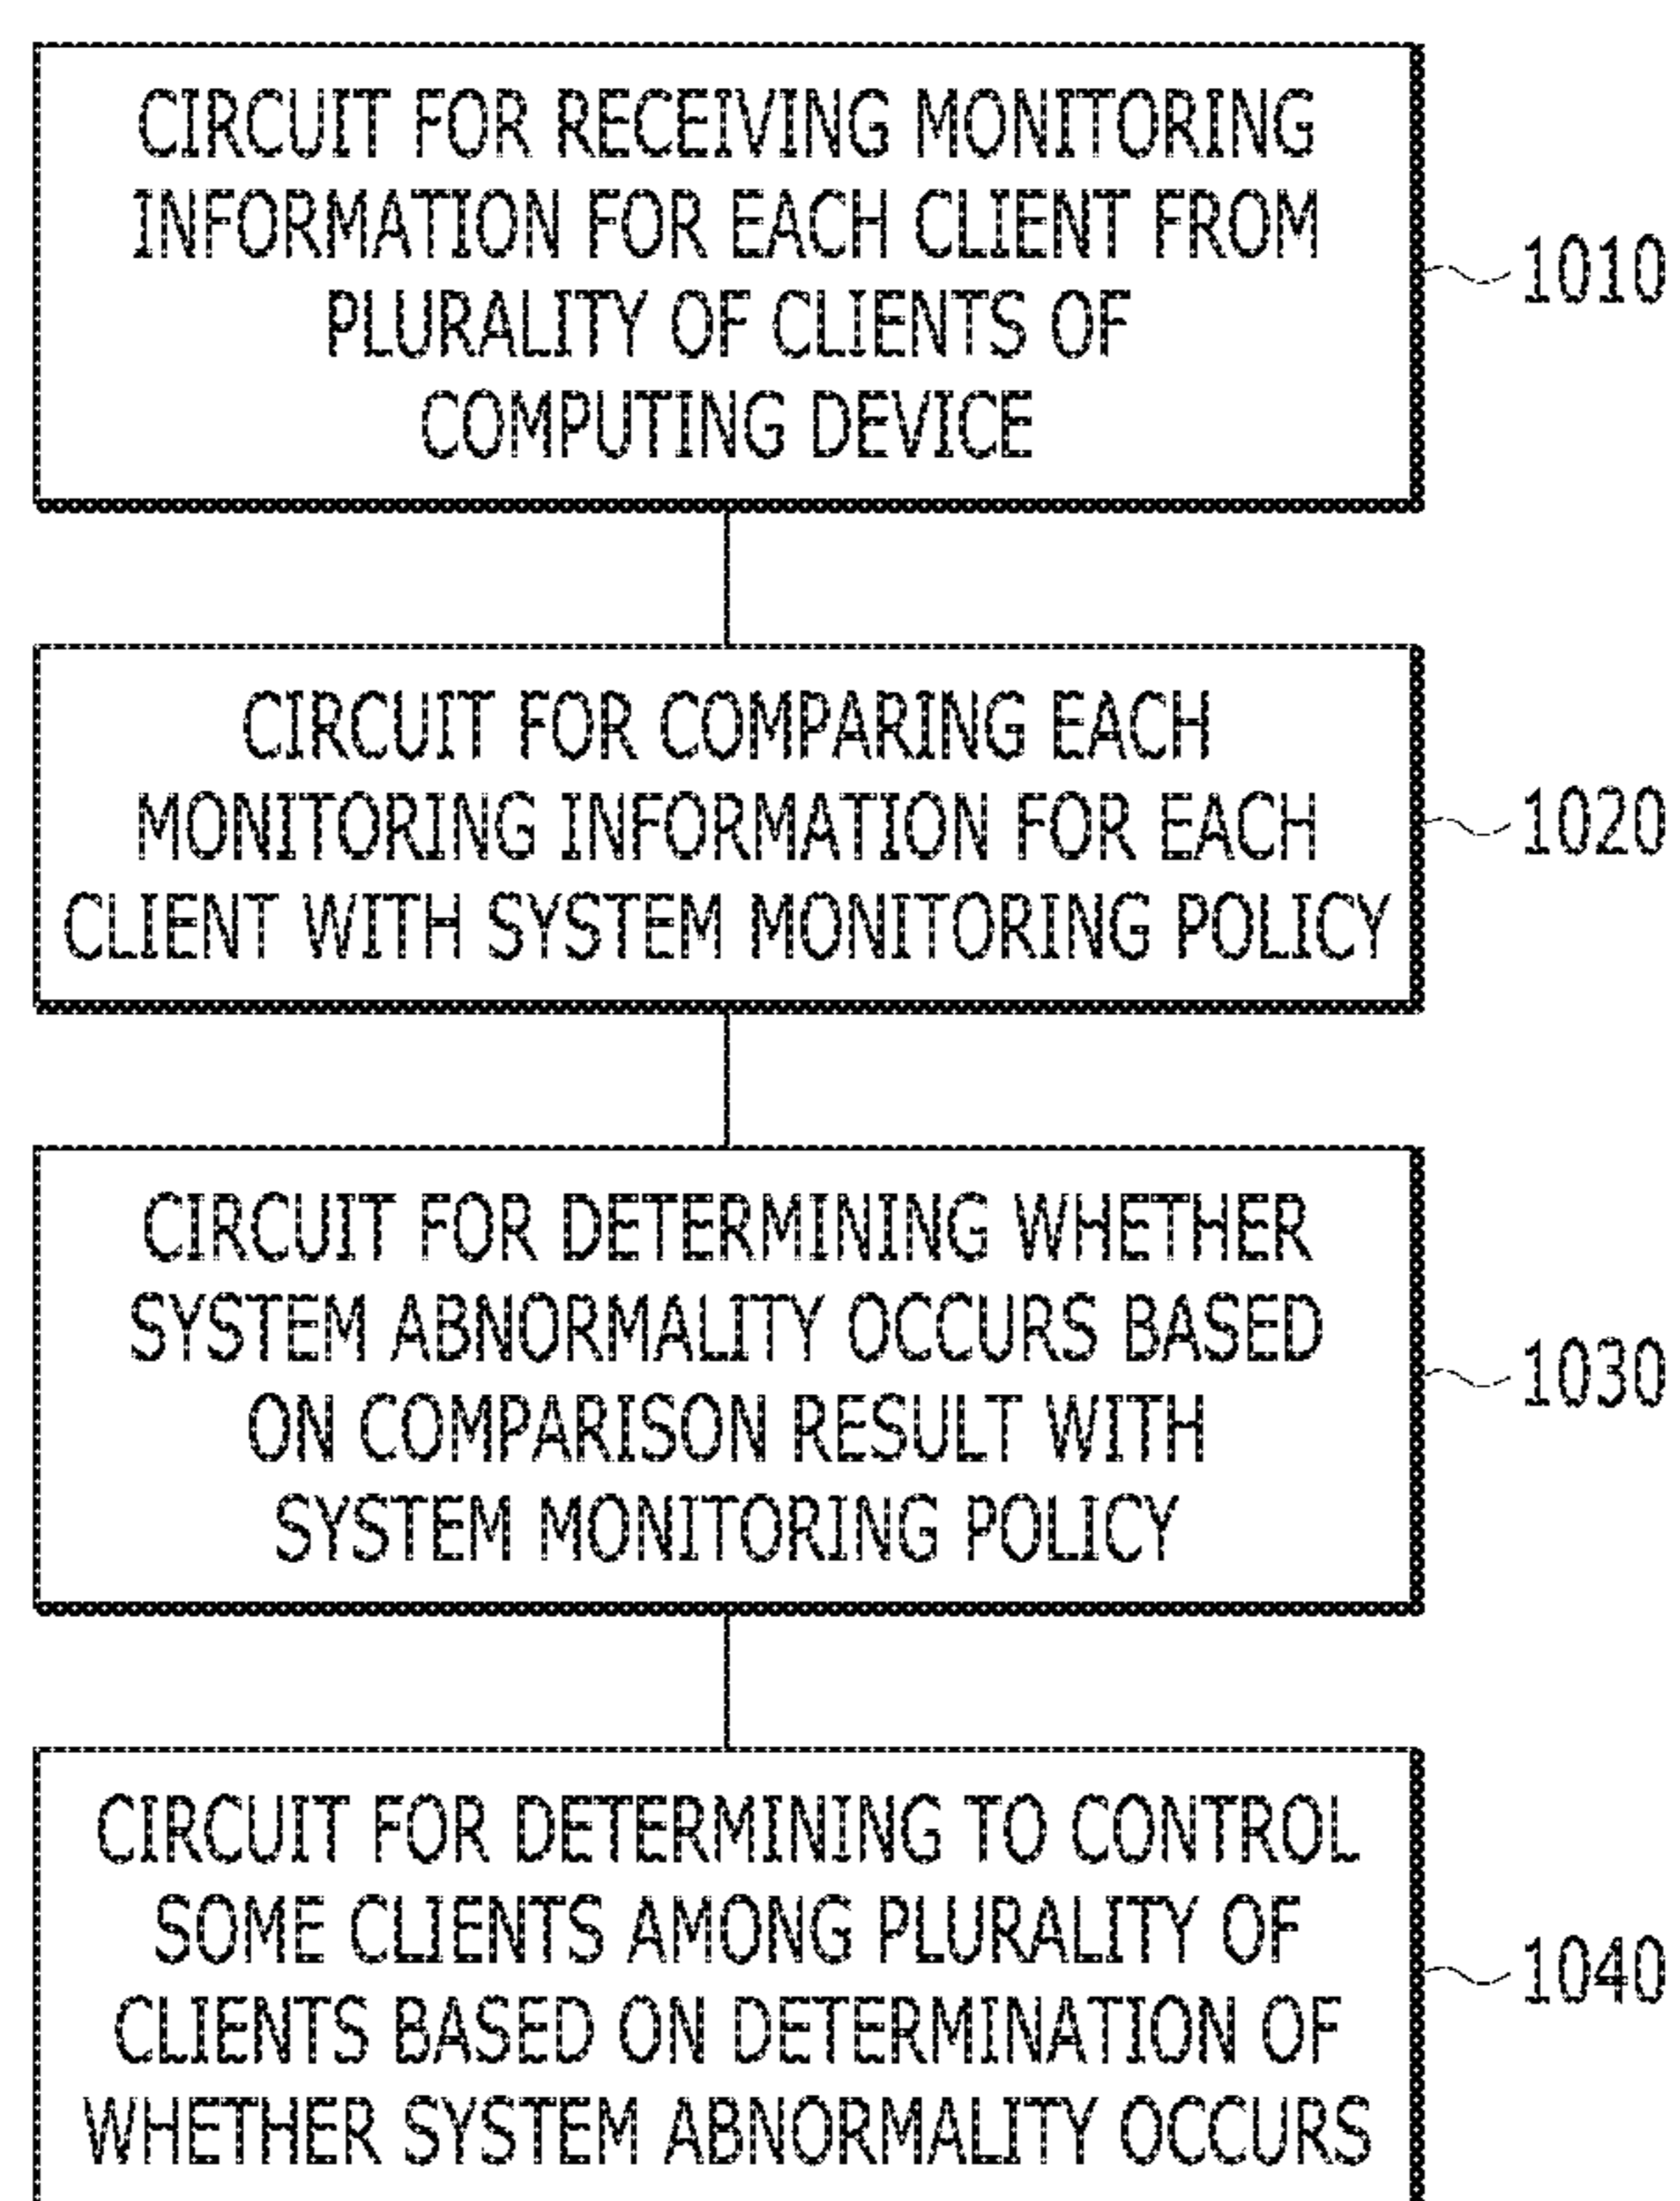 CIRCUIT FOR RECEIVING MONITORING
INFORMATION FOR EACH CLIENT FROM
PLURALITY OF CLIENTS OF
COMPUTING DEVICE
1010
CIRCUIT FOR COMPARING EACH
MONITORING INFORMATION FOR EACH
CLIENT WITH SYSTEM MONITORING POLICY
1020
CIRCUIT FOR DETERMINING WHETHER
SYSTEM ABNORMALITY OCCURS BASED
ON COMPARISON RESULT WITH
SYSTEM MONITORING POLICY
1030
CIRCUIT FOR DETERMINING TO CONTROL
SOME CLIENTS AMONG PLURALITY OF
CLIENTS BASED ON DETERMINATION OF
WHETHER SYSTEM ABNORMALITY OCCURS
1040